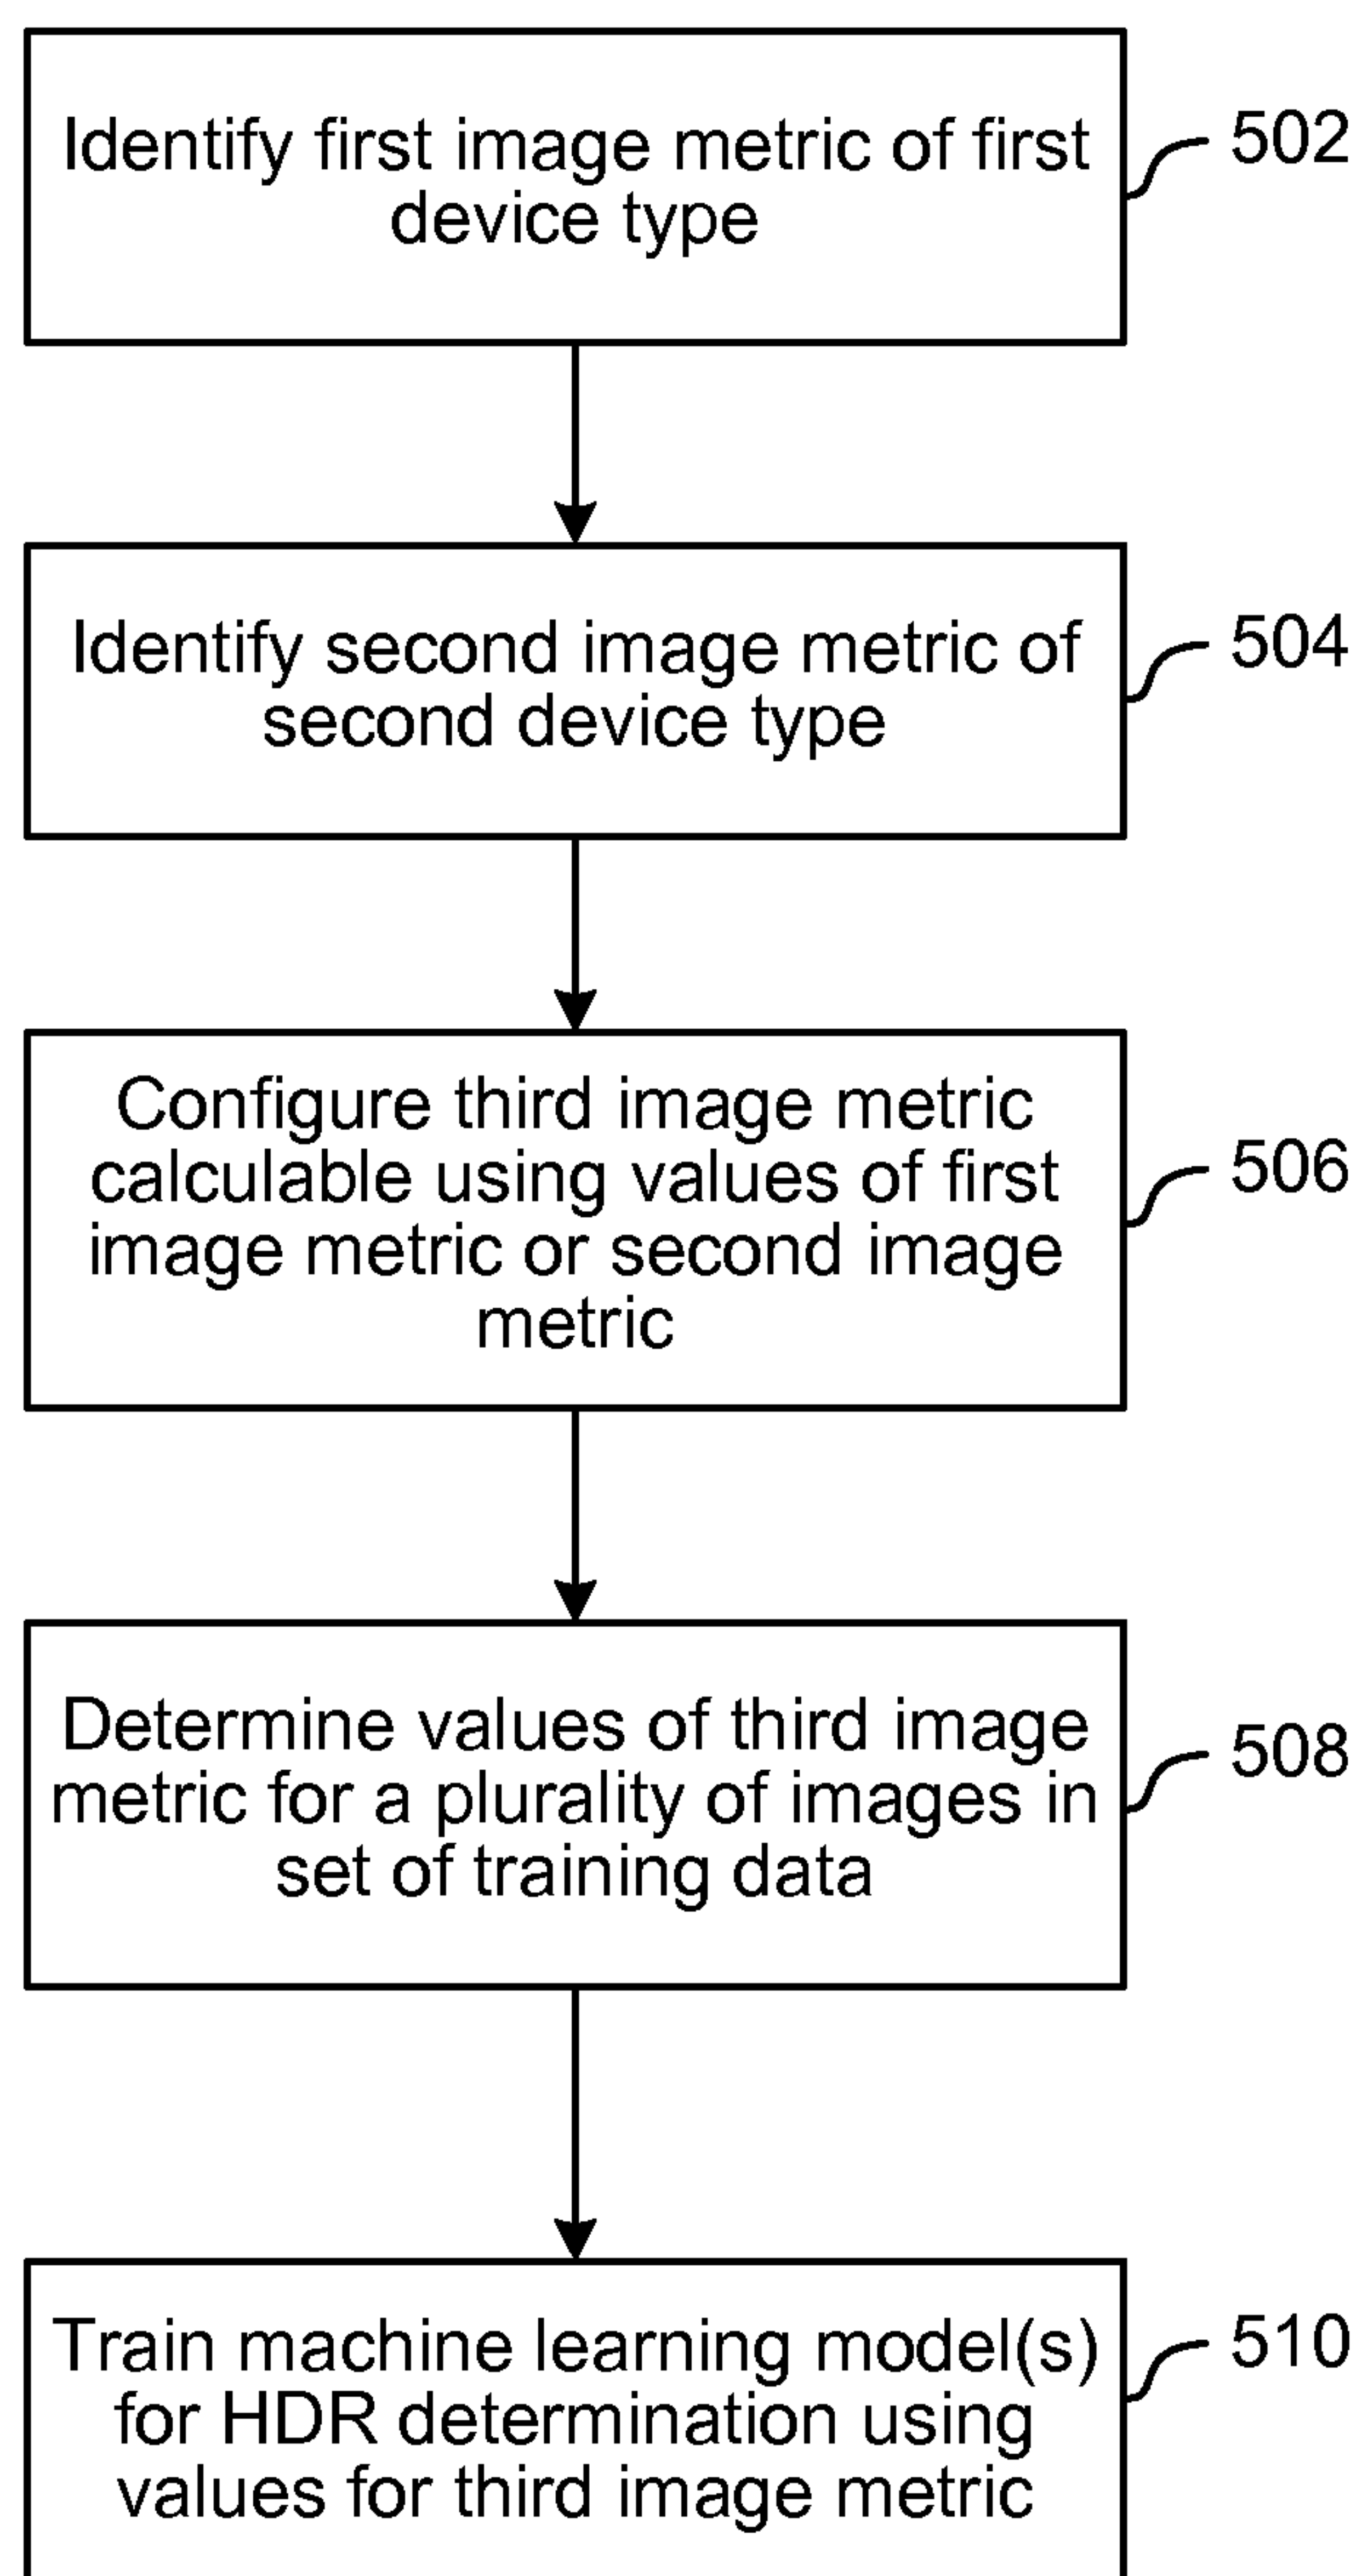 Identify first image metric of first
device type
502
Identify second image metric of
second device type
504
Configure third image metric
calculable using values of first
image metric or second image
metric
506
Determine values of third image
metric for a plurality of images in
set of training data
508
Train machine learning model(s)
for HDR determination using
values for third image metric
510